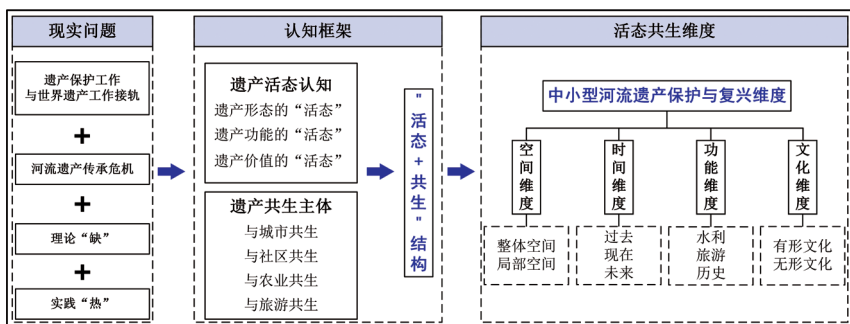 现实问题
遗产保护工作
与世界遗产工作接轨
+
河流遗产传承危机
+
理论“缺”
+
实践“热”
认知框架
遗产活态认知
遗产形态的“活态”
遗产功能的“活态”
遗产价值的“活态”
遗产共生主体
与城市共生
与社区共生
与农业共生
与旅游共生
"活态+共生"结构
活态共生维度
中小型河流遗产保护与复兴维度
空间维度
整体空间
局部空间
时间维度
过去
现在
未来
功能维度
水利
旅游
历史
文化维度
有形文化
无形文化